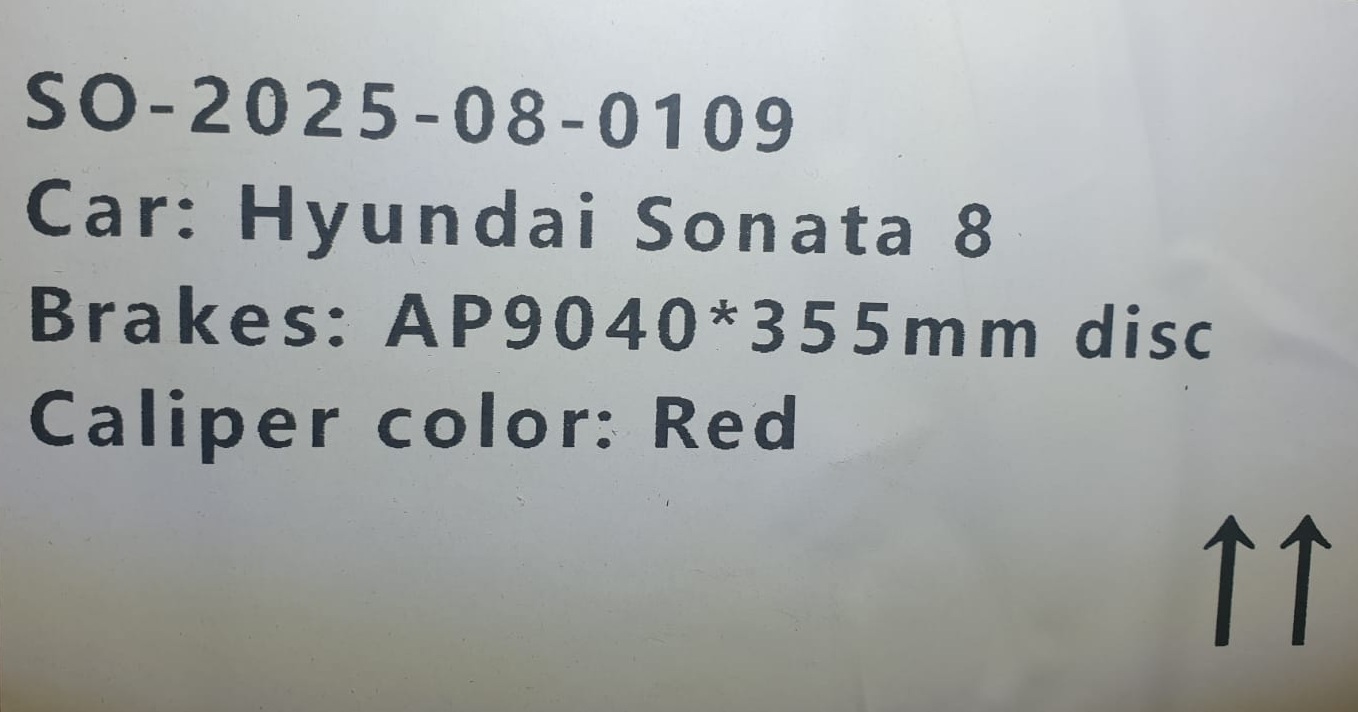 SO-2025-08-0109
Car: Hyundai Sonata 8
Brakes: AP9040*355mm disc
Caliper color: Red
↑↑